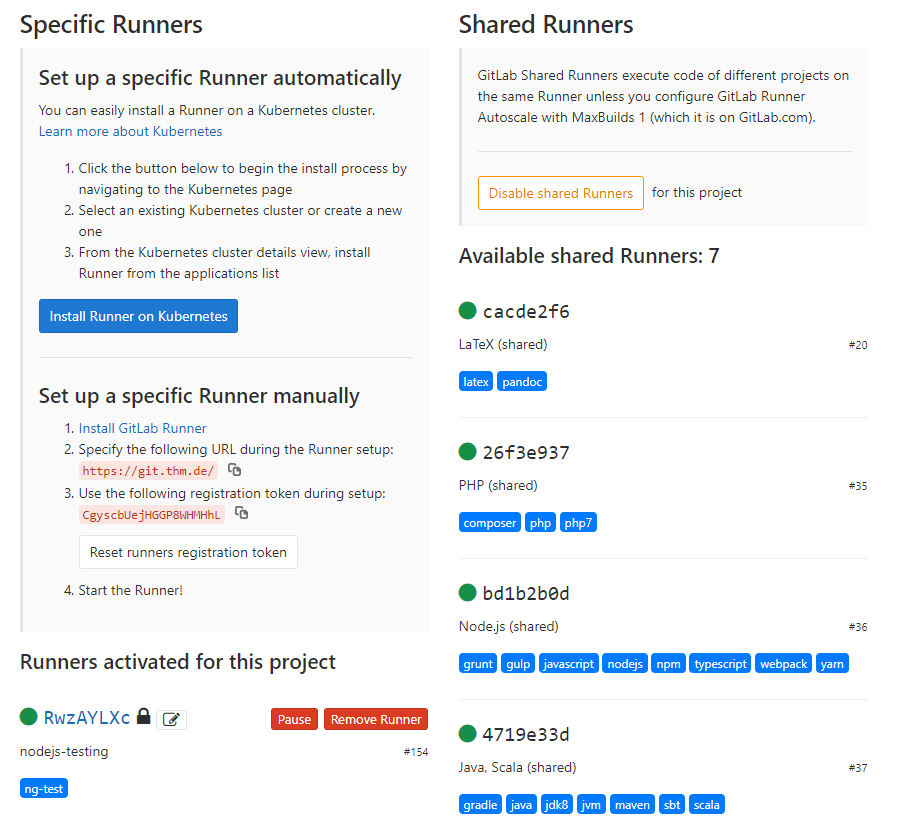 Specific Runners
Set up a specific Runner automatically
You can easily install a Runner on a Kubernetes cluster.
Learn more about Kubernetes
1. Click the button below to begin the install process by
navigating to the Kubernetes page
2. Select an existing Kubernetes cluster or create a new
one
3. From the Kubernetes cluster details view, install
Runner from the applications list
Install Runner on Kubernetes
Set up a specific Runner manually
1. Install GitLab Runner
2. Specify the following URL during the Runner setup:
https://git.thm.de/
3. Use the following registration token during setup:
CgyscbUejHGGP8WHMHhL
Reset runners registration token
4. Start the Runner!
Runners activated for this project
RwzAYLXc
Pause Remove Runner
nodejs-testing #154
ng-test
Shared Runners
GitLab Shared Runners execute code of different projects on
the same Runner unless you configure GitLab Runner
Autoscale with MaxBuilds 1 (which it is on GitLab.com).
Disable shared Runners for this project
Available shared Runners: 7
cacde2f6
LaTeX (shared) #20
latex pandoc
26f3e937
PHP (shared) #35
composer php php7
bd1b2b0d
Node.js (shared) #36
grunt gulp javascript nodejs npm typescript webpack yarn
4719e33d
Java, Scala (shared) #37
gradle java jdk8 jvm maven sbt scala